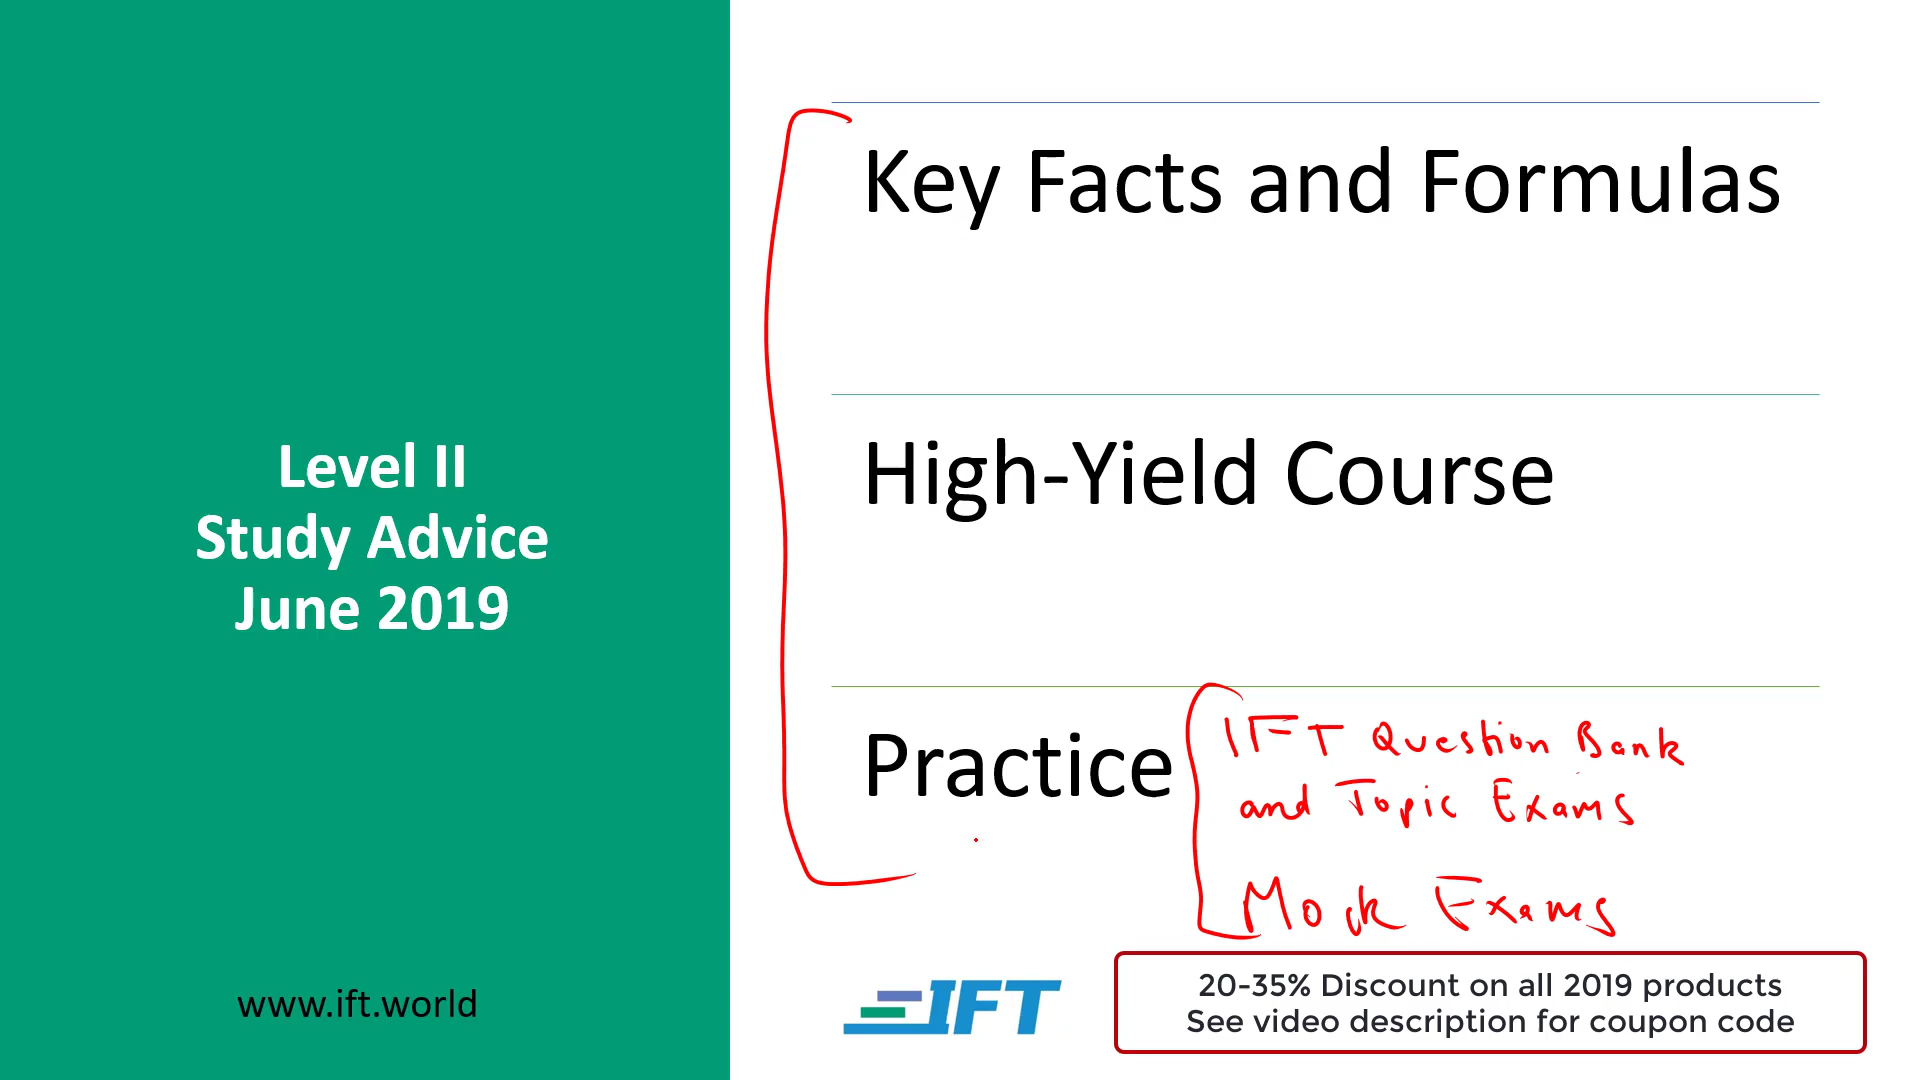 Level II
Study Advice
June 2019
www.ift.world
Key Facts and Formulas
High-Yield Course
Practice
IFT Question Bank
and Topic Exams
Mock Exams
IFT
20-35% Discount on all 2019 products
See video description for coupon code